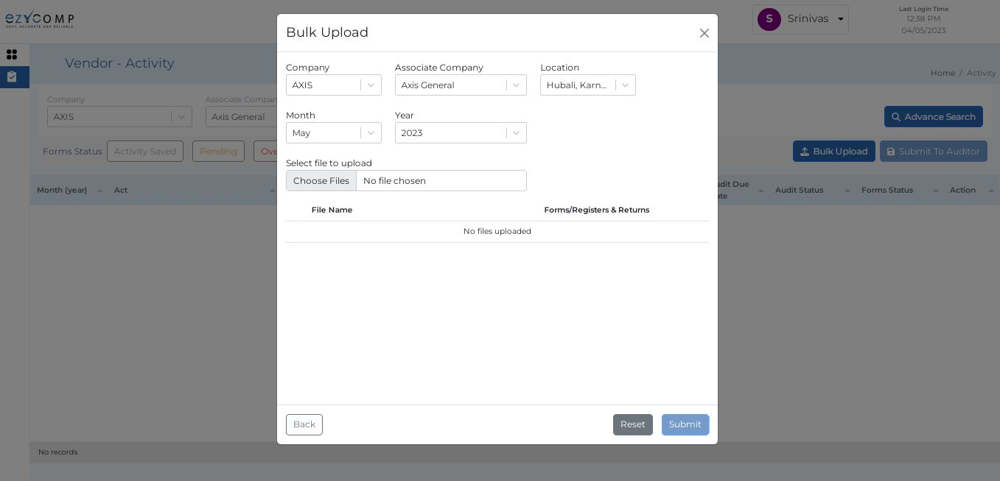 ezycomp
EASY, ACCURATE AND RELIABLE
S Srinivas
Last Login Time
12:38 PM
04/05/2023
Vendor - Activity
Home / Activity
Company
AXIS
Associate Compan
Axis General
Advance Search
Forms Status
Activity Saved
Pending
Ove
Bulk Upload
Submit To Auditor
Month (year)
Act
udit Due
ate
Audit Status
Forms Status
Action
No records
Bulk Upload
Company
Associate Company
Location
AXIS
Axis General
Hubali, Karn...
Month
Year
May
2023
Select file to upload
Choose Files No file chosen
File Name
Forms/Registers & Returns
No files uploaded
Back
Reset
Submit